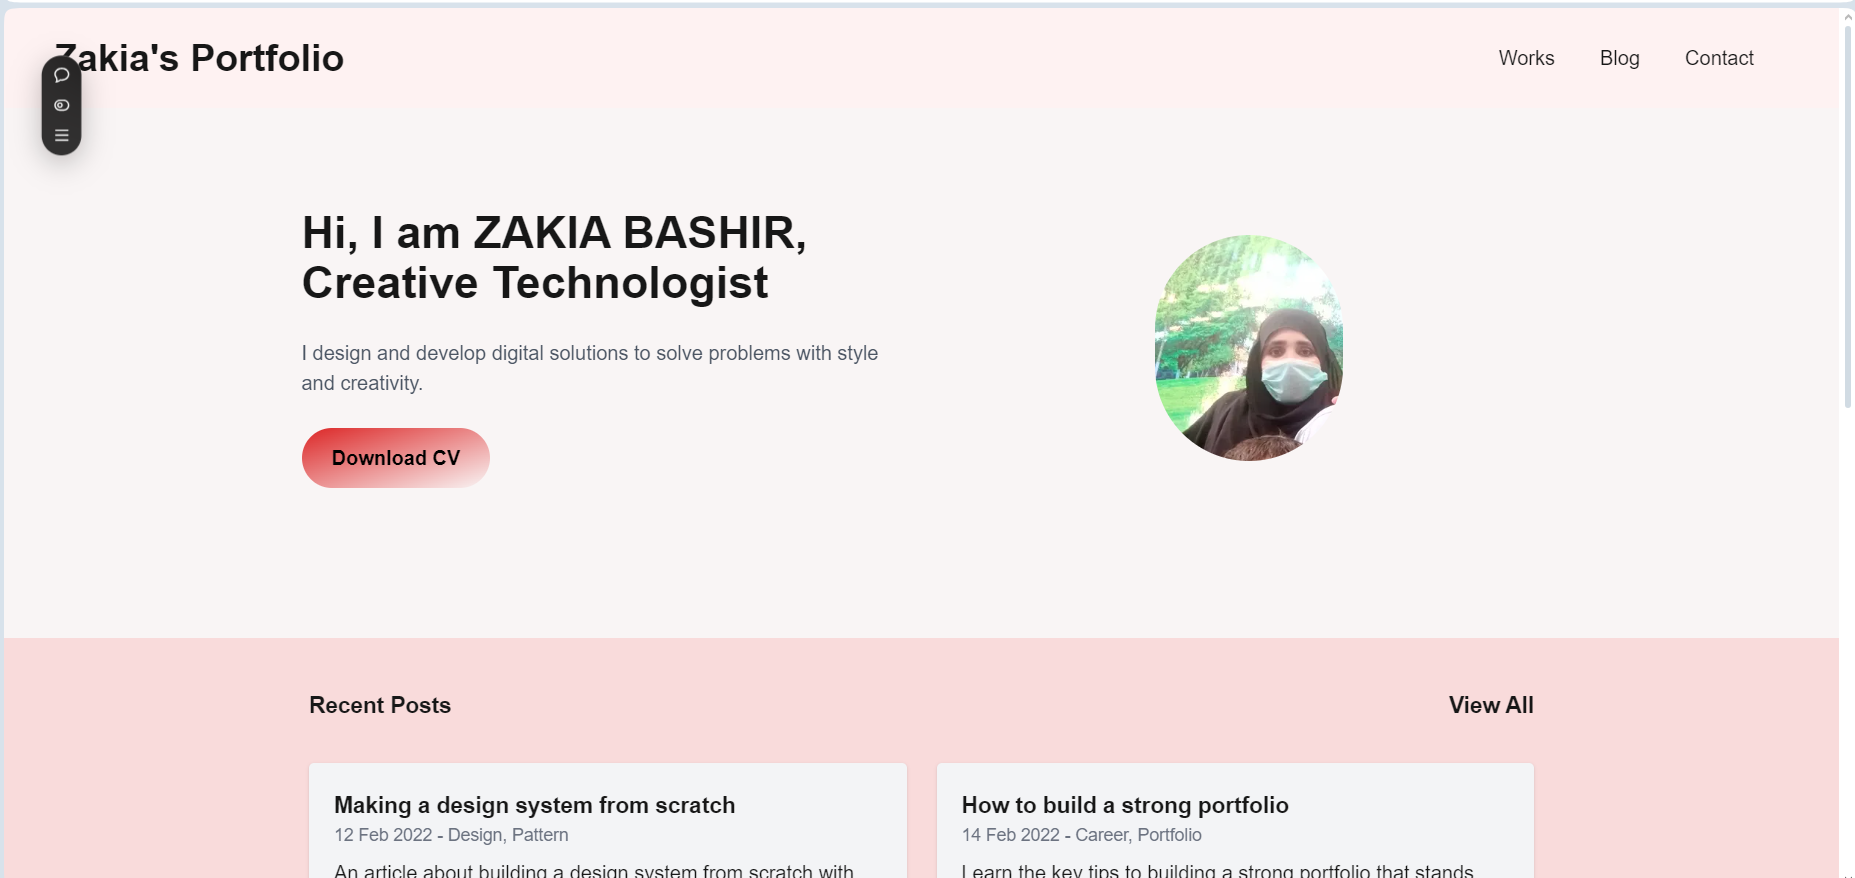 Zakia's Portfolio
Works
Blog
Contact
Hi, I am ZAKIA BASHIR,
Creative Technologist
I design and develop digital solutions to solve problems with style
and creativity.
Download CV
Recent Posts
View All
Making a design system from scratch
12 Feb 2022 - Design, Pattern
An article about building a design system from scratch with
How to build a strong portfolio
14 Feb 2022 - Career, Portfolio
Learn the key tips to building a strong portfolio that stands